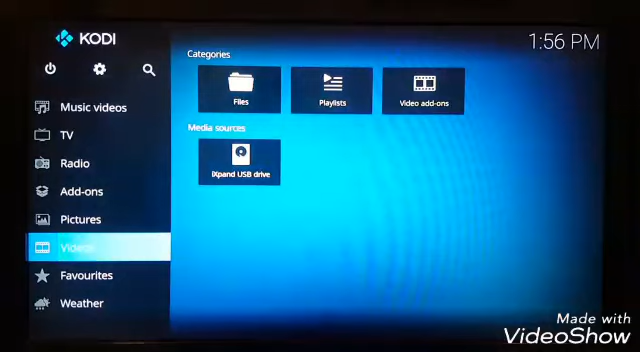 KODI
1:56 PM
Categories
Files
Playlists
Video add-ons
Media sources
iXpand USB drive
Music videos
TV
Radio
Add-ons
Pictures
Videos
Favourites
Weather
Made with
VideoShow